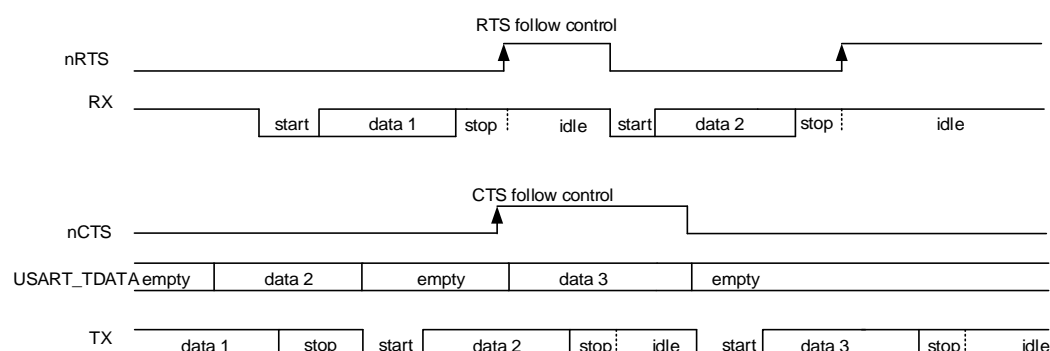 RTS follow control
nRTS
RX
start data 1 stop idle start data 2 stop idle
CTS follow control
nCTS
USART_TDATA empty data 2 empty data 3 empty
TX
data 1 stop start data 2 stop idle start data 3 stop idle